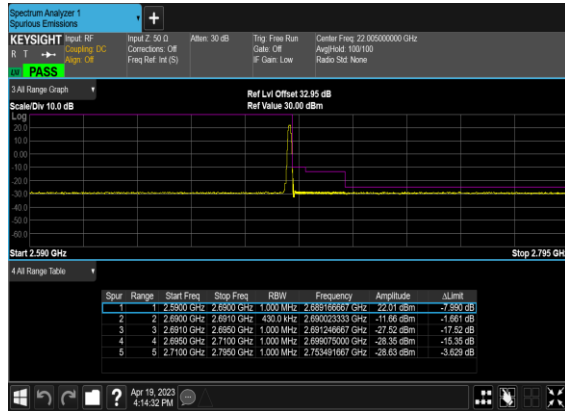 Spectrum Analyzer 1
Spurious Emissions
KEYSIGHT Input: RF Input Z: 50 Ω Atten: 30 dB Trig: Free Run Center Freq: 22.005000000 GHz
R T Coupling: DC Corrections: Off Gate: Off Avg|Hold: 100/100
Align: Off Freq Ref: Int (S) IF Gain: Low Radio Std: None
PASS
3 All Range Graph
Ref Lvl Offset 32.95 dB
Scale/Div 10.0 dB Ref Value 30.00 dBm
Log
20.0
10.0
0.00
-10.0
-20.0
-30.0
-40.0
-50.0
-60.0
Start 2.590 GHz Stop 2.795 GH
4 All Range Table
Spur Range Start Freq Stop Freq RBW Frequency Amplitude ΔLimit
1 1 2.5900 GHz 2.6900 GHz 1.000 MHz 2.689166667 GHz 22.01 dBm -7.990 dB
2 2 2.6900 GHz 2.6910 GHz 430.0 kHz 2.690023333 GHz -11.66 dBm -1.661 dB
3 3 2.6910 GHz 2.6950 GHz 1.000 MHz 2.691246667 GHz -27.52 dBm -17.52 dB
4 4 2.6950 GHz 2.7100 GHz 1.000 MHz 2.699075000 GHz -28.35 dBm -15.35 dB
5 5 2.7100 GHz 2.7950 GHz 1.000 MHz 2.753491667 GHz -28.63 dBm -3.629 dB
? Apr 19, 2023
4:14:32 PM